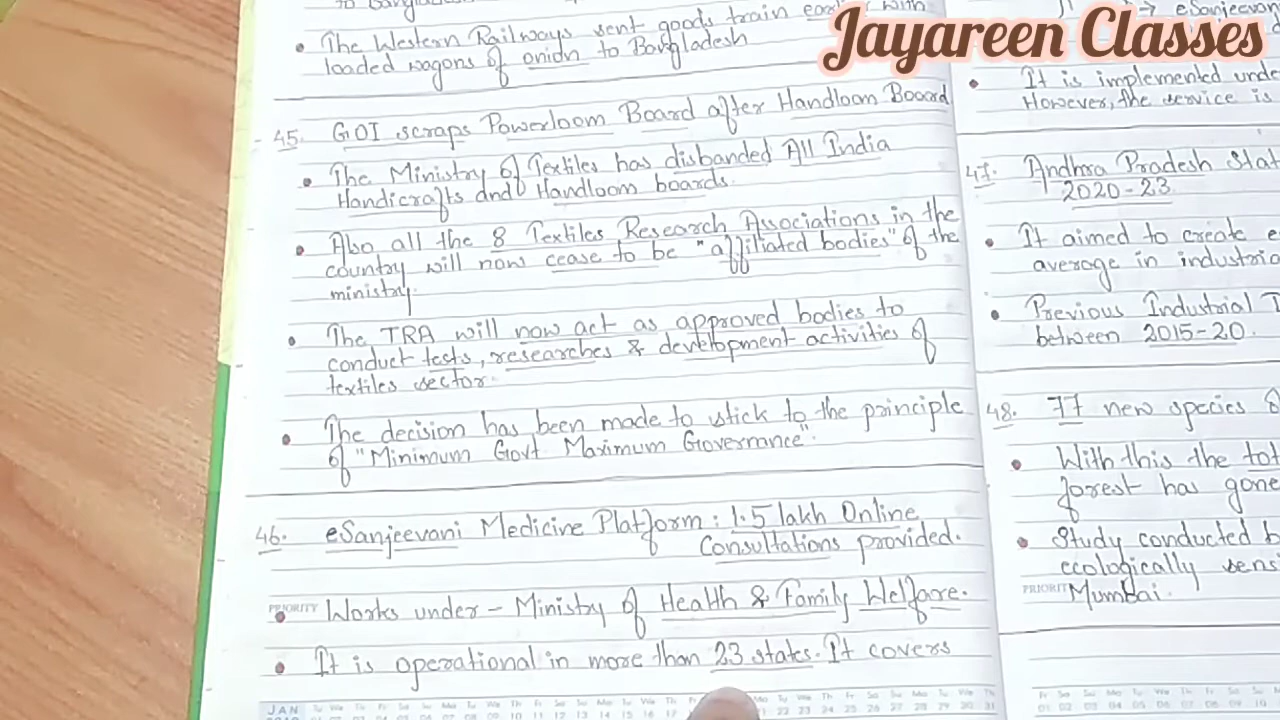 Jayareen Classes
to Bangladesh
• The Western Railways sent goods train with
loaded wagons of onion to Bangladesh
45. GOI scraps Powerloom Board after Handloom Booard
• The Ministry of Textiles has disbanded All India
Handicrafts and Handloom boards.
• Also all the 8 Textiles Research Associations in the
country will now cease to be "affiliated bodies" of the
ministry.
• The TRA will now act as approved bodies to
conduct tests, researches & development activities of
textiles sector.
• The decision has been made to stick to the principle
of "Minimum Govt Maximum Governance".
46. eSanjeevani Medicine Platform : 1.5 lakh Online
Consultations provided.
PRIORITY
• Works under - Ministry of Health & Family Welfare.
• It is operational in more than 23 states. It covers
JAN
→ eSanjeevan
• It is implemented unde
However, the service is
47. Andhra Pradesh Stat
2020-23
• It aimed to create e
average in industria
• Previous Industrial
between 2015-20.
48. 77 new species
• With this the tot
forest has gone
• Study conducted b
ecologically sens
PRIORIT Mumbai.